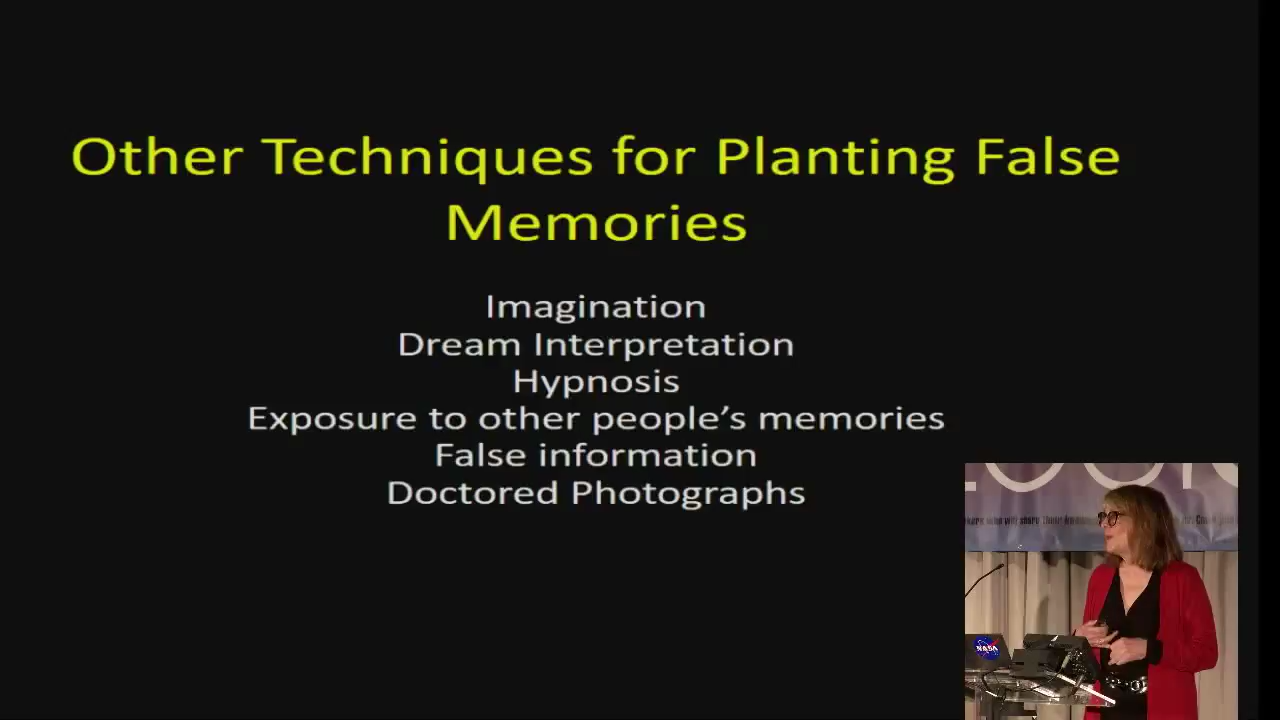 Other Techniques for Planting False
Memories
Imagination
Dream Interpretation
Hypnosis
Exposure to other people’s memories
False information
Doctored Photographs
NASA